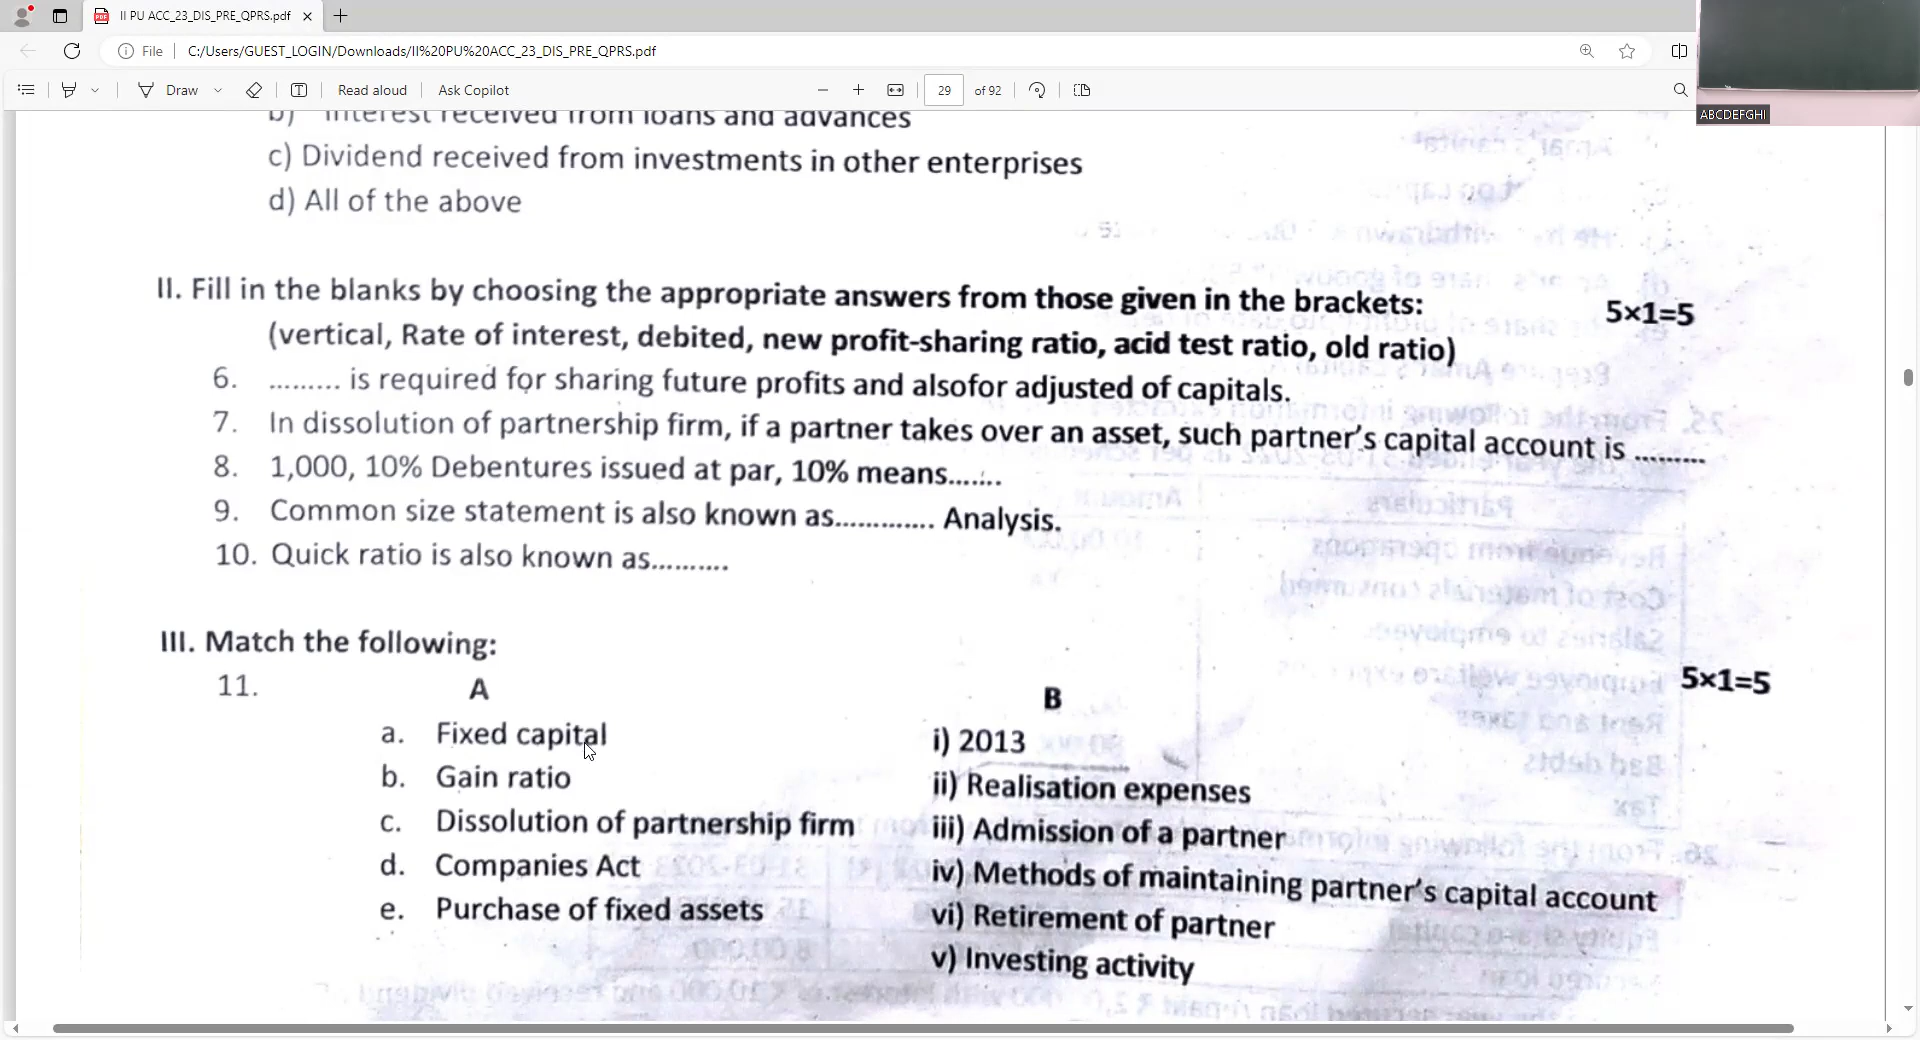 II PU ACC_23_DIS_PRE_QPRS.pdf
File C:/Users/GUEST_LOGIN/Downloads/II%20PU%20ACC_23_DIS_PRE_QPRS.pdf
Draw Read aloud Ask Copilot 29 of 92
ABCDEFGHI
b) Interest received from loans and advances
c) Dividend received from investments in other enterprises
d) All of the above
II. Fill in the blanks by choosing the appropriate answers from those given in the brackets: 5×1=5
(vertical, Rate of interest, debited, new profit-sharing ratio, acid test ratio, old ratio)
6. ......... is required for sharing future profits and alsofor adjusted of capitals.
7. In dissolution of partnership firm, if a partner takes over an asset, such partner's capital account is .........
8. 1,000, 10% Debentures issued at par, 10% means.......
9. Common size statement is also known as............. Analysis.
10. Quick ratio is also known as..........
III. Match the following: 5×1=5
11. A B
a. Fixed capital i) 2013
b. Gain ratio ii) Realisation expenses
c. Dissolution of partnership firm iii) Admission of a partner
d. Companies Act iv) Methods of maintaining partner's capital account
e. Purchase of fixed assets vi) Retirement of partner
v) Investing activity